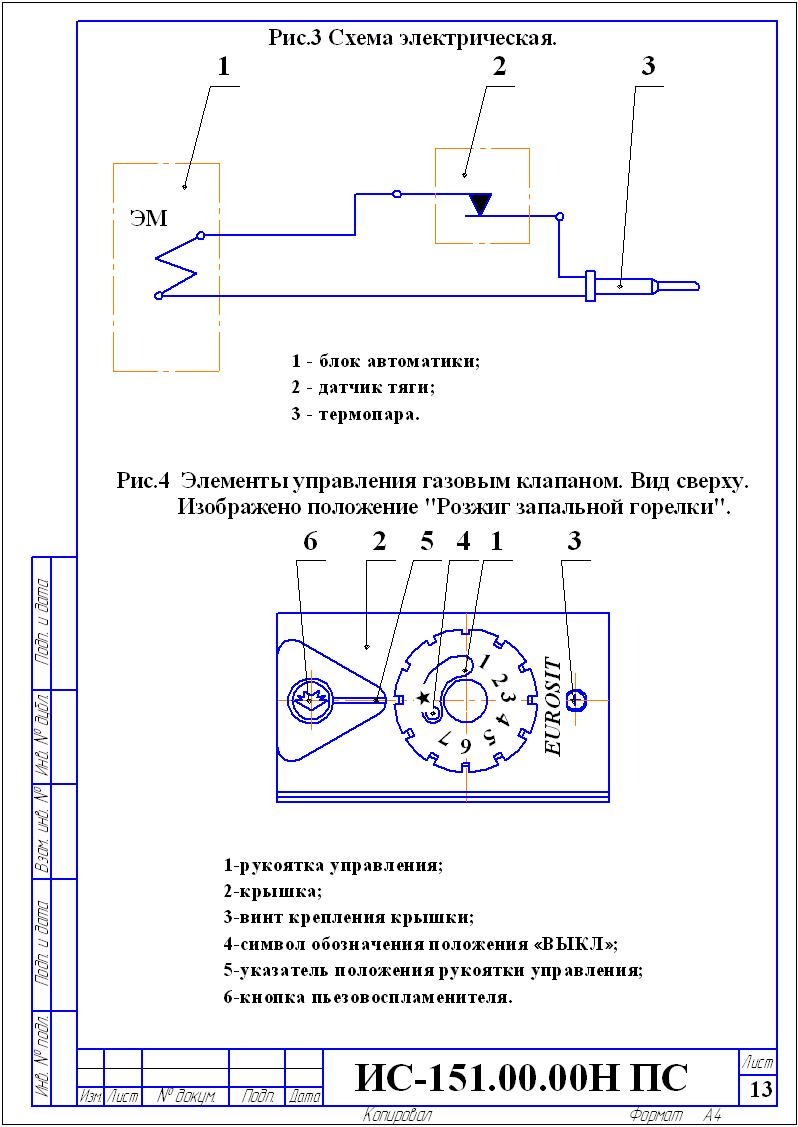 Рис.3 Схема электрическая.
1 2 3
ЭМ
1 - блок автоматики;
2 - датчик тяги;
3 - термопара.
Рис.4 Элементы управления газовым клапаном. Вид сверху.
Изображено положение "Розжиг запальной горелки".
6 2 5 4 1 3
1 2 3 4 5 6 7
EUROSIT
1-рукоятка управления;
2-крышка;
3-винт крепления крышки;
4-символ обозначения положения «ВЫКЛ»;
5-указатель положения рукоятки управления;
6-кнопка пьезовоспламенителя.
Подп. и дата
Инв. № дубл.
Взам. инв. №
Подп. и дата
Инв. № подл.
Изм. Лист № докум. Подп. Дата
ИС-151.00.00Н ПС
Лист
13
Копировал Формат А4